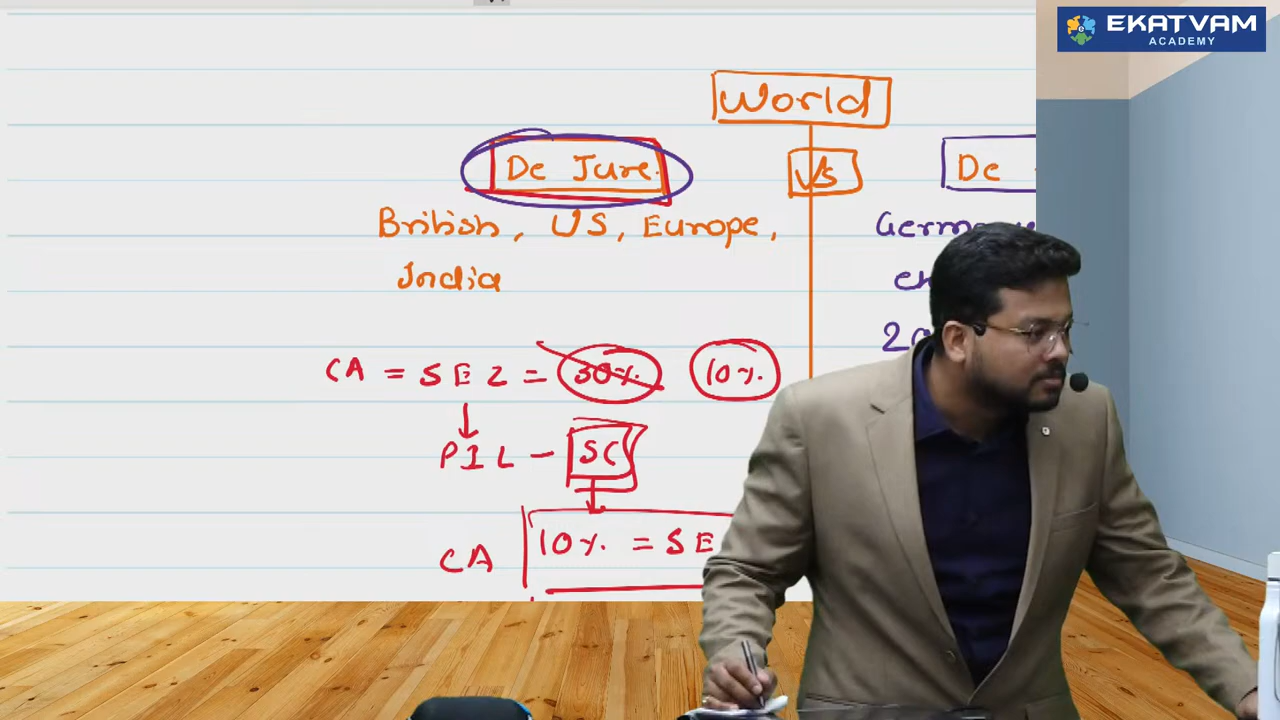 EKATVAM
ACADEMY
World
De Jure. VS De
British, US, Europe,
India
CA = SEZ = 30% 10%
PIL - SC
CA 10% = SE